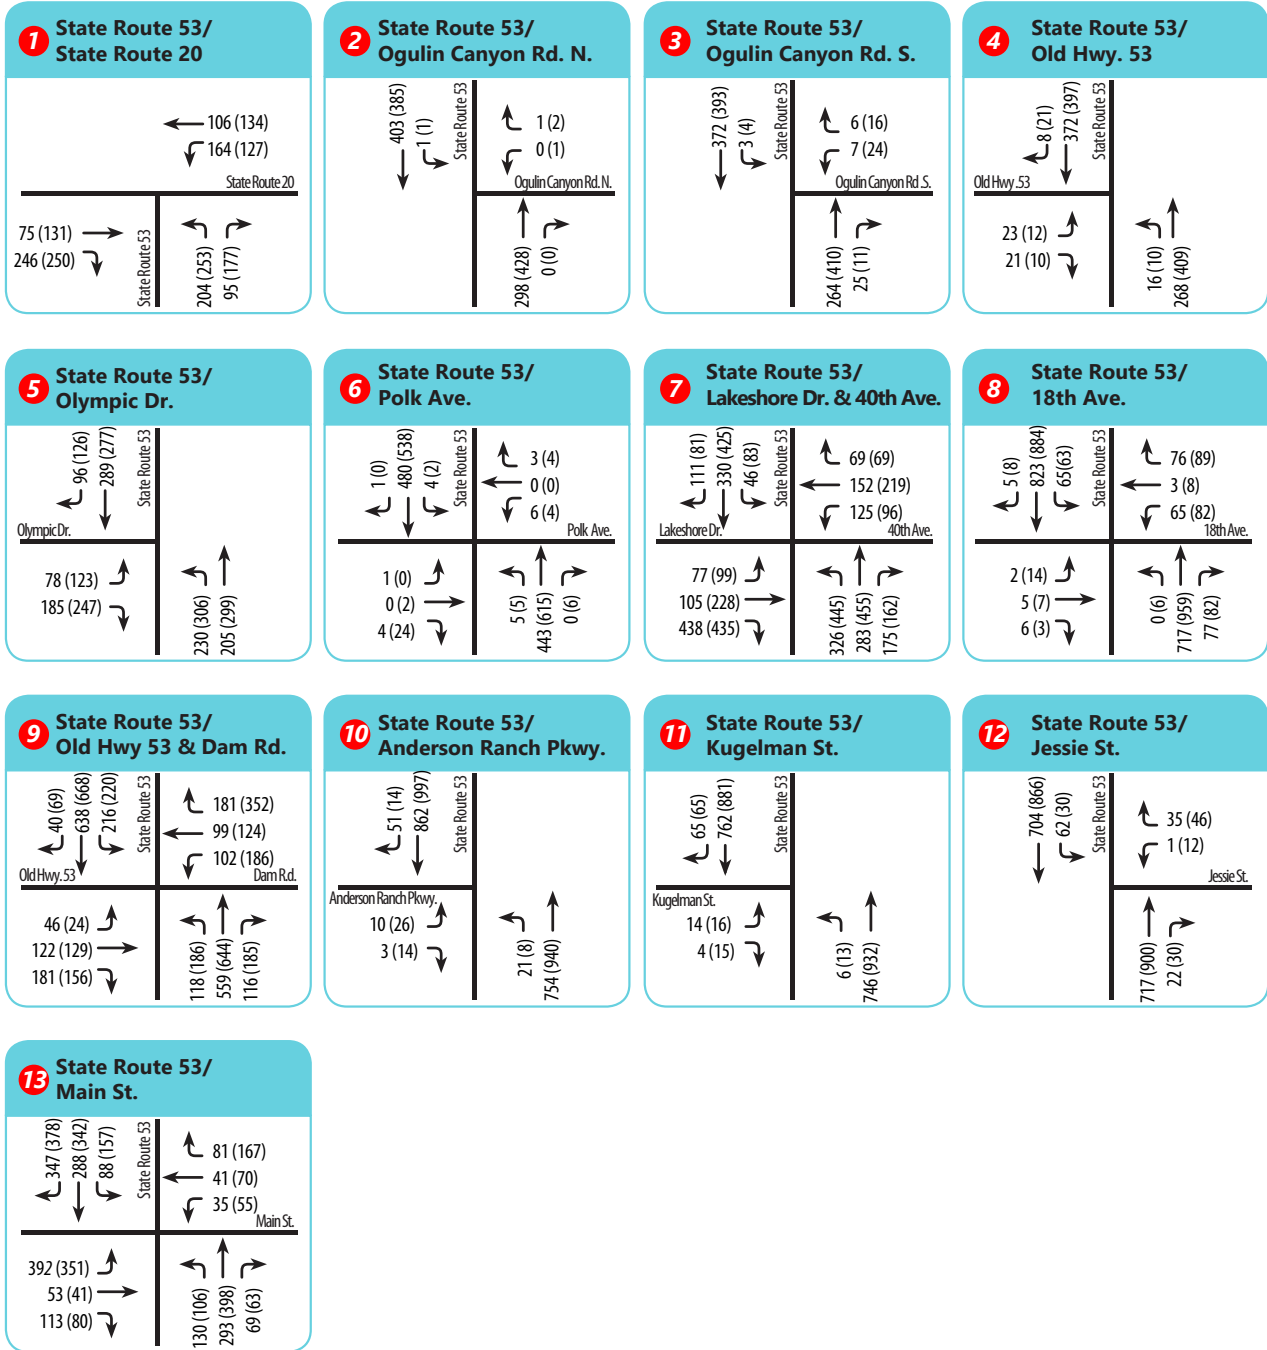 1
State Route 53/
State Route 20
106 (134)
164 (127)
State Route 20
75 (131)
246 (250)
State Route 53
204 (253)
95 (177)
2
State Route 53/
Ogulin Canyon Rd. N.
403 (385)
1 (1)
State Route 53
1 (2)
0 (1)
Ogulin Canyon Rd. N.
298 (428)
0 (0)
3
State Route 53/
Ogulin Canyon Rd. S.
372 (393)
3 (4)
State Route 53
6 (16)
7 (24)
Ogulin Canyon Rd .S.
264 (410)
25 (11)
4
State Route 53/
Old Hwy. 53
8 (21)
372 (397)
State Route 53
Old Hwy .53
23 (12)
21 (10)
16 (10)
268 (409)
5
State Route 53/
Olympic Dr.
96 (126)
289 (277)
State Route 53
Olympic Dr.
78 (123)
185 (247)
230 (306)
205 (299)
6
State Route 53/
Polk Ave.
1 (0)
480 (538)
4 (2)
State Route 53
3 (4)
0 (0)
6 (4)
Polk Ave.
1 (0)
0 (2)
4 (24)
5 (5)
443 (615)
0 (6)
7
State Route 53/
Lakeshore Dr. & 40th Ave.
111 (81)
330 (425)
46 (83)
State Route 53
69 (69)
152 (219)
125 (96)
Lakeshore Dr.
40th Ave.
77 (99)
105 (228)
438 (435)
326 (445)
283 (455)
175 (162)
8
State Route 53/
18th Ave.
5 (8)
823 (884)
65(63)
State Route 53
76 (89)
3 (8)
65 (82)
18th Ave.
2 (14)
5 (7)
6 (3)
0 (6)
717 (959)
77 (82)
9
State Route 53/
Old Hwy 53 & Dam Rd.
40 (69)
638 (668)
216 (220)
State Route 53
181 (352)
99 (124)
102 (186)
Old Hwy. 53
Dam R.d.
46 (24)
122 (129)
181 (156)
118 (186)
559 (644)
116 (185)
10
State Route 53/
Anderson Ranch Pkwy.
51 (14)
862 (997)
State Route 53
Anderson Ranch Pkwy.
10 (26)
3 (14)
21 (8)
754 (940)
11
State Route 53/
Kugelman St.
65 (65)
762 (881)
State Route 53
Kugelman St.
14 (16)
4 (15)
6 (13)
746 (932)
12
State Route 53/
Jessie St.
704 (866)
62 (30)
State Route 53
35 (46)
1 (12)
Jessie St.
717 (900)
22 (30)
13
State Route 53/
Main St.
347 (378)
288 (342)
88 (157)
State Route 53
81 (167)
41 (70)
35 (55)
Main St.
392 (351)
53 (41)
113 (80)
130 (106)
293 (398)
69 (63)